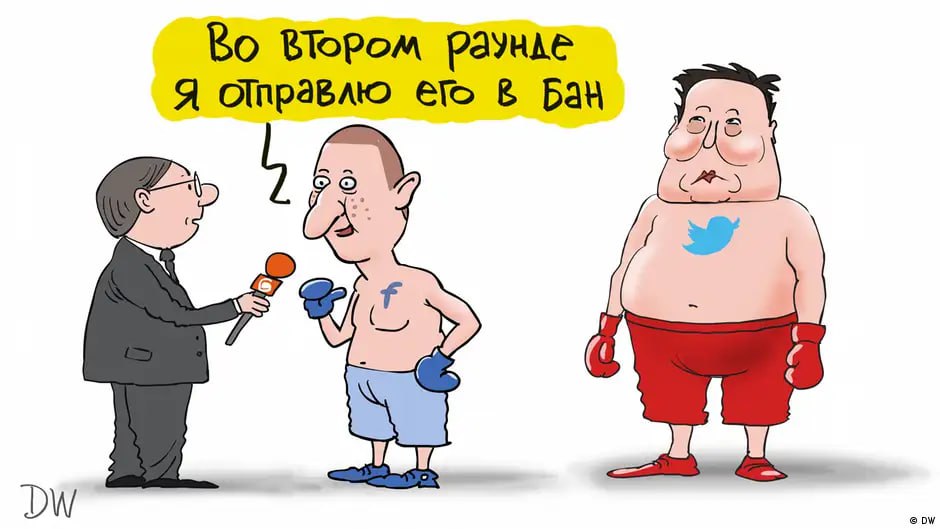 Во втором раунде
я отправлю его в бан
f
DW
© DW